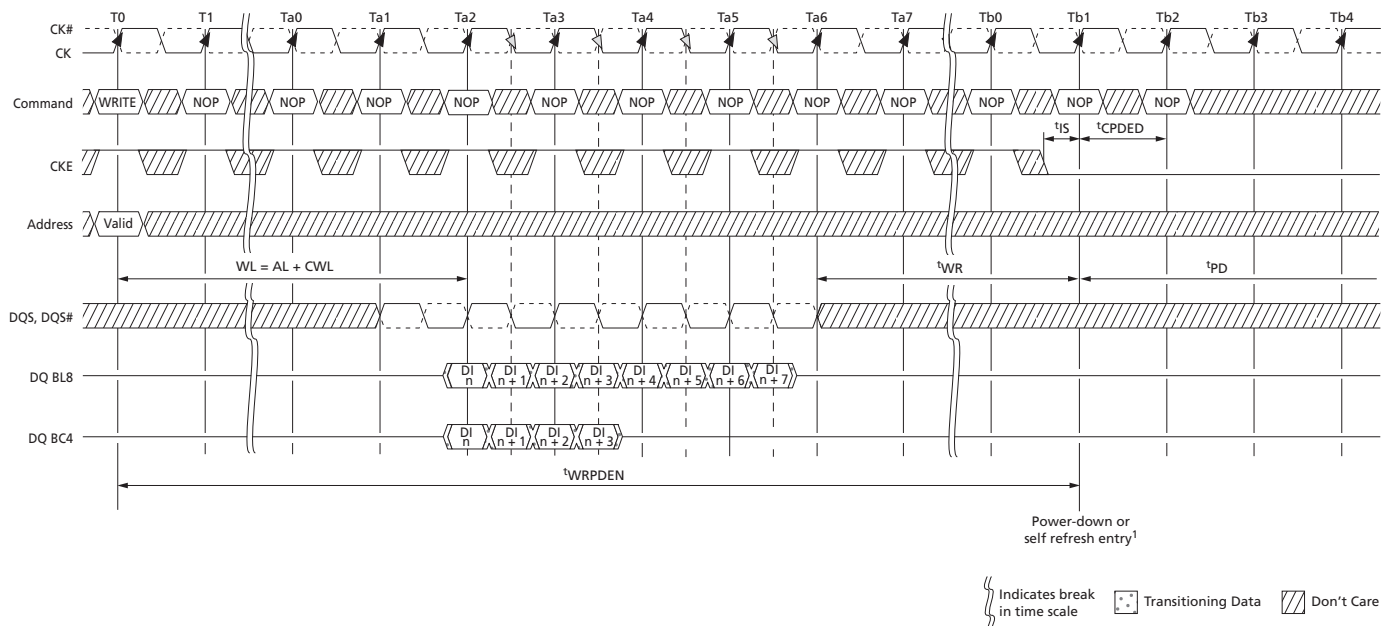 T0 T1 Ta0 Ta1 Ta2 Ta3 Ta4 Ta5 Ta6 Ta7 Tb0 Tb1 Tb2 Tb3 Tb4
CK#
CK
Command WRITE NOP NOP NOP NOP NOP NOP NOP NOP NOP NOP NOP NOP
tIS tCPDED
CKE
Address Valid
WL = AL + CWL tWR tPD
DQS, DQS#
DQ BL8 DI n DI n + 1 DI n + 2 DI n + 3 DI n + 4 DI n + 5 DI n + 6 DI n + 7
DQ BC4 DI n DI n + 1 DI n + 2 DI n + 3
tWRPDEN
Power-down or
self refresh entry1
Indicates break
in time scale
Transitioning Data
Don't Care